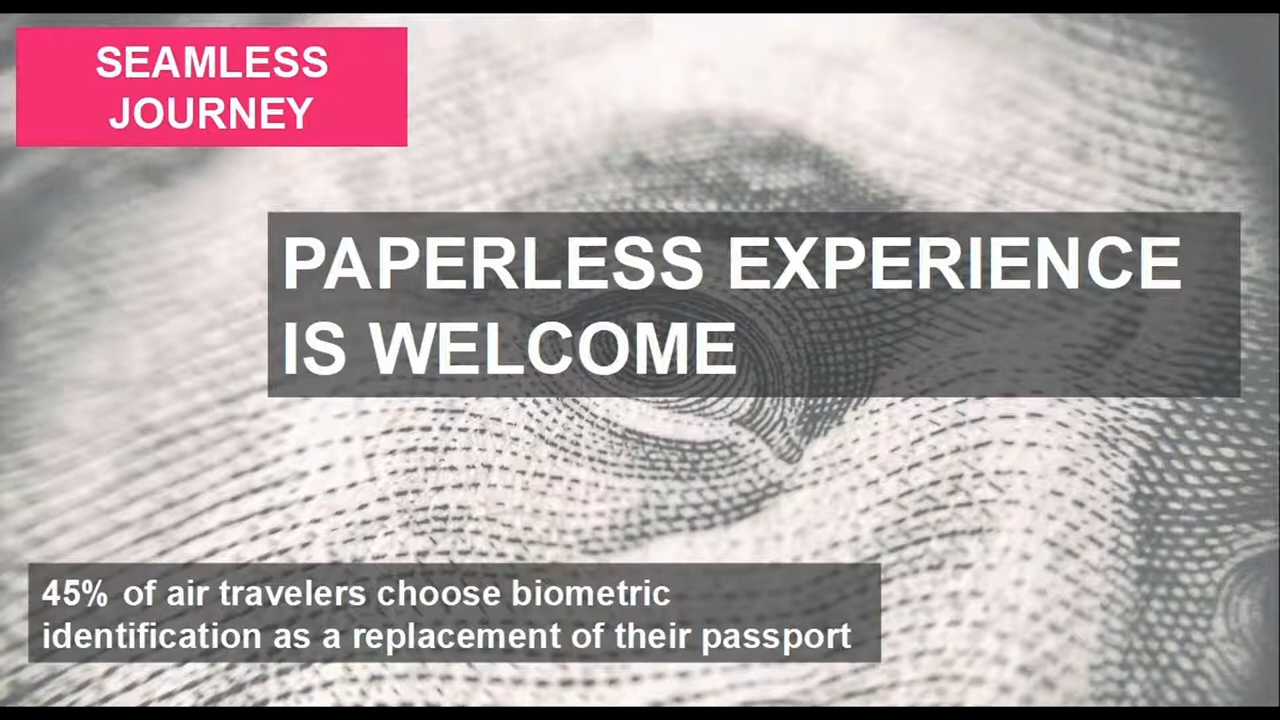 SEAMLESS
JOURNEY
PAPERLESS EXPERIENCE
IS WELCOME
45% of air travelers choose biometric
identification as a replacement of their passport